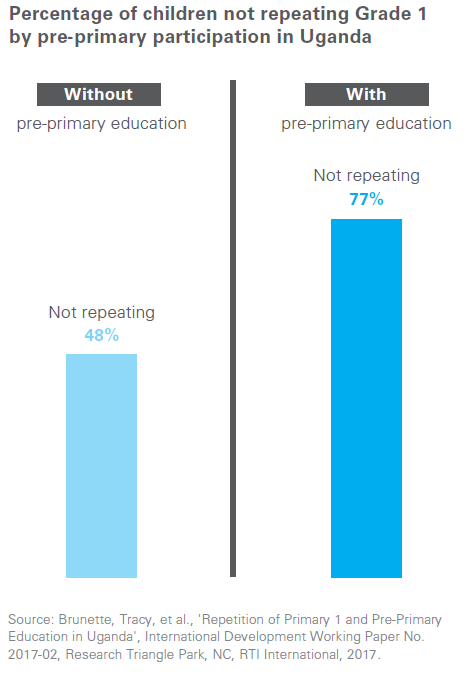 Percentage of children not repeating Grade 1
by pre-primary participation in Uganda
Without
pre-primary education
With
pre-primary education
Not repeating
77%
Not repeating
48%
Source: Brunette, Tracy, et al., 'Repetition of Primary 1 and Pre-Primary
Education in Uganda', International Development Working Paper No.
2017-02, Research Triangle Park, NC, RTI International, 2017.